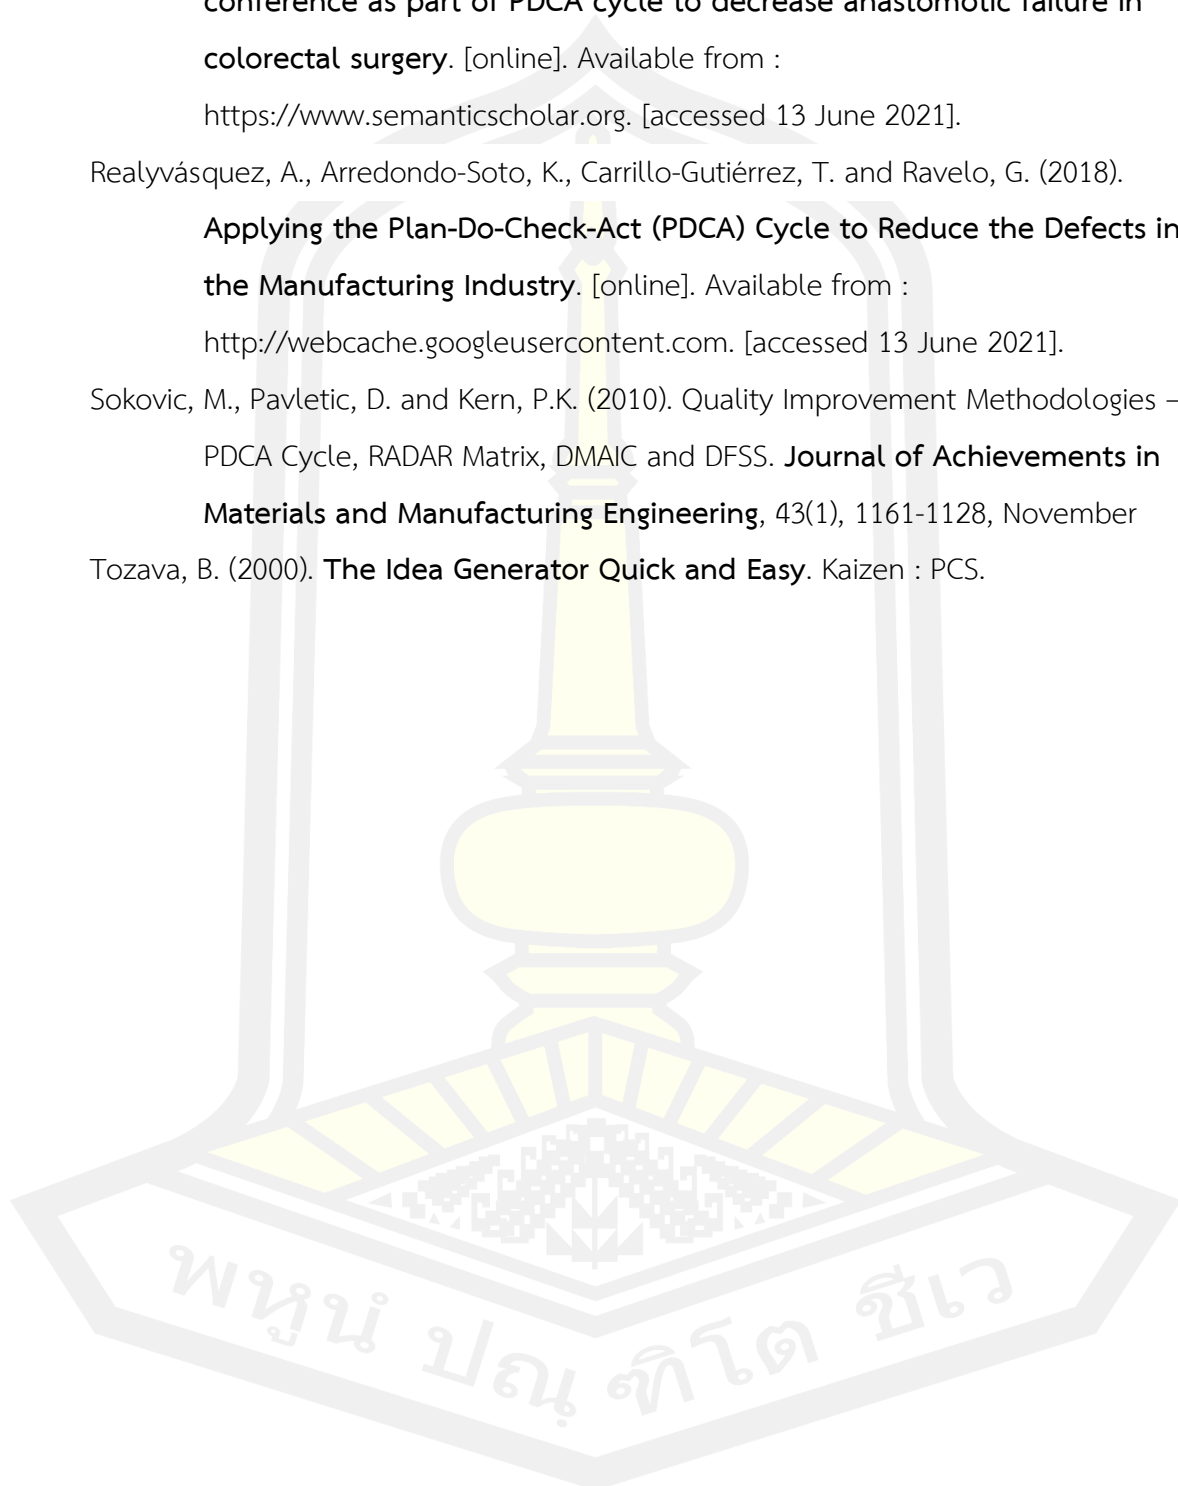 conference as part of PDCA cycle to decrease anastomotic failure in
colorectal surgery. [online]. Available from :
https://www.semanticscholar.org. [accessed 13 June 2021].
Realyvásquez, A., Arredondo-Soto, K., Carrillo-Gutiérrez, T. and Ravelo, G. (2018).
Applying the Plan-Do-Check-Act (PDCA) Cycle to Reduce the Defects in
the Manufacturing Industry. [online]. Available from :
http://webcache.googleusercontent.com. [accessed 13 June 2021].
Sokovic, M., Pavletic, D. and Kern, P.K. (2010). Quality Improvement Methodologies –
PDCA Cycle, RADAR Matrix, DMAIC and DFSS. Journal of Achievements in
Materials and Manufacturing Engineering, 43(1), 1161-1128, November
Tozava, B. (2000). The Idea Generator Quick and Easy. Kaizen : PCS.
พหูนํ ปณฺฑิโต ชีเว